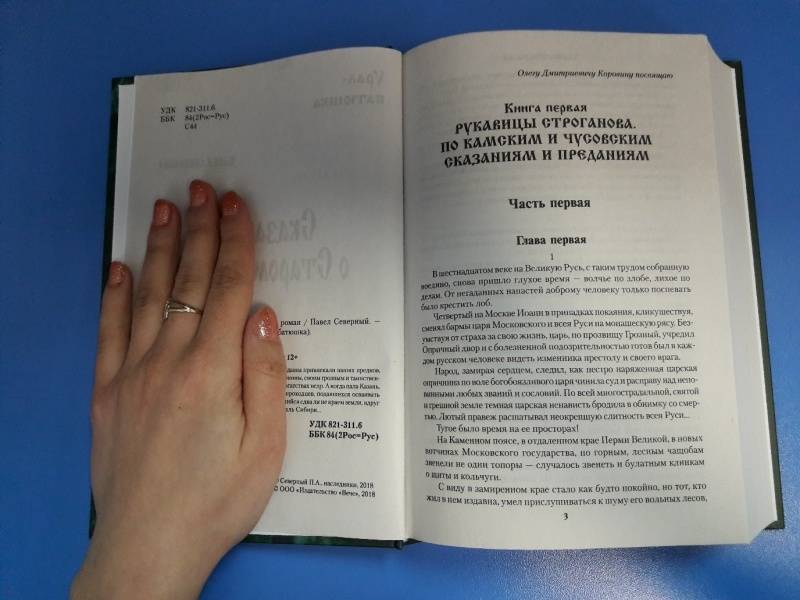 УДК 821-311.6
ББК 84(2Рос=Рус)
С44
роман / Павел Северный. —
12+
УДК 821-311.6
ББК 84(2Рос=Рус)
Северный П.А., наследники, 2018
© ООО «Издательство «Вече», 2018
Олегу Дмитриевичу Коровину посвящаю
Книга первая
РУКАВИЦЫ СТРОГАНОВА.
ПО КАМСКИМ И ЧУСОВСКИМ
СКАЗАНИЯМ И ПРЕДАНИЯМ
Часть первая
Глава первая
1
В шестнадцатом веке на Великую Русь, с таким трудом собранную
воедино, снова пришло глухое время — волчье по злобе, лихое по
делам. От негаданных напастей доброму человеку только поспевать
было крестить лоб.
Четвертый на Москве Иоанн в припадках покаяния, кликушествуя,
сменял бармы царя Московского и всея Руси на монашескую рясу. Без-
умствуя от страха за свою жизнь, царь, по прозвищу Грозный, учредил
Опричный двор и с болезненной подозрительностью готов был в каж-
дом русском человеке видеть изменника престолу и своего врага.
Народ, замирая сердцем, следил, как пестро наряженная царская
опричнина по воле богобоязливого царя чинила суд и расправу над непо-
винными любых званий и сословий. По всей многострадальной, святой
и грешной земле темная царская ненависть бродила в обнимку со смер-
тью. Лютый правеж распатывал неокрепшую слитность всея Руси...
Тугое было время на ее просторах!
На Каменном поясе, в отдаленном крае Перми Великой, в новых
вотчинах Московского государства, по горным, лесным чащобам
звенели не одни топоры — случалось звенеть и булатным клинкам
о щиты и кольчуги.
С виду в замиренном крае стало как будто покойно, но тот, кто
жил в нем издавна, умел прислушиваться к шуму его вольных лесов,
3